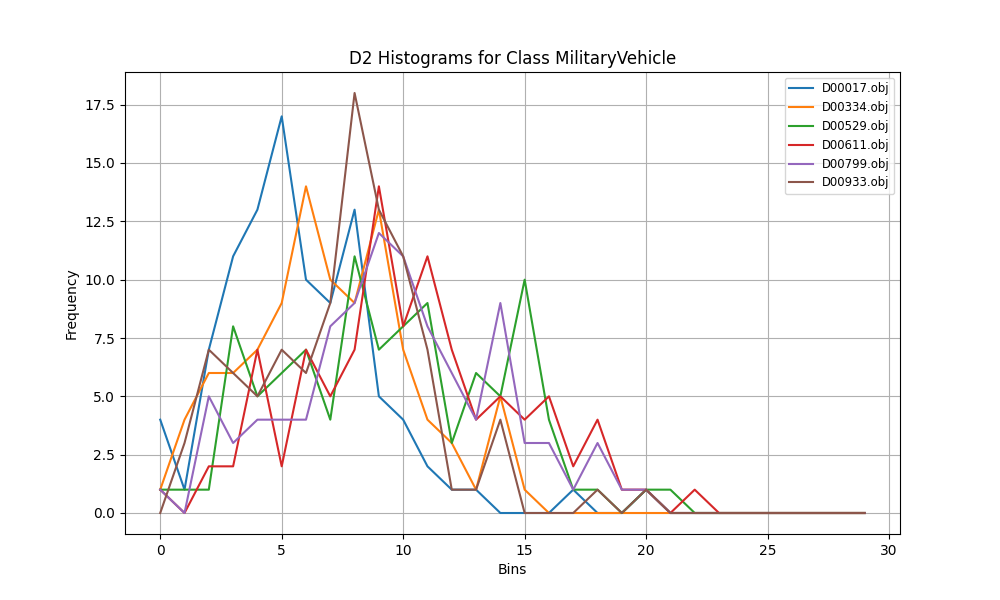 D2 Histograms for Class MilitaryVehicle
D00017.obj
D00334.obj
D00529.obj
D00611.obj
D00799.obj
D00933.obj
Frequency
17.5
15.0
12.5
10.0
7.5
5.0
2.5
0.0
0 5 10 15 20 25 30
Bins